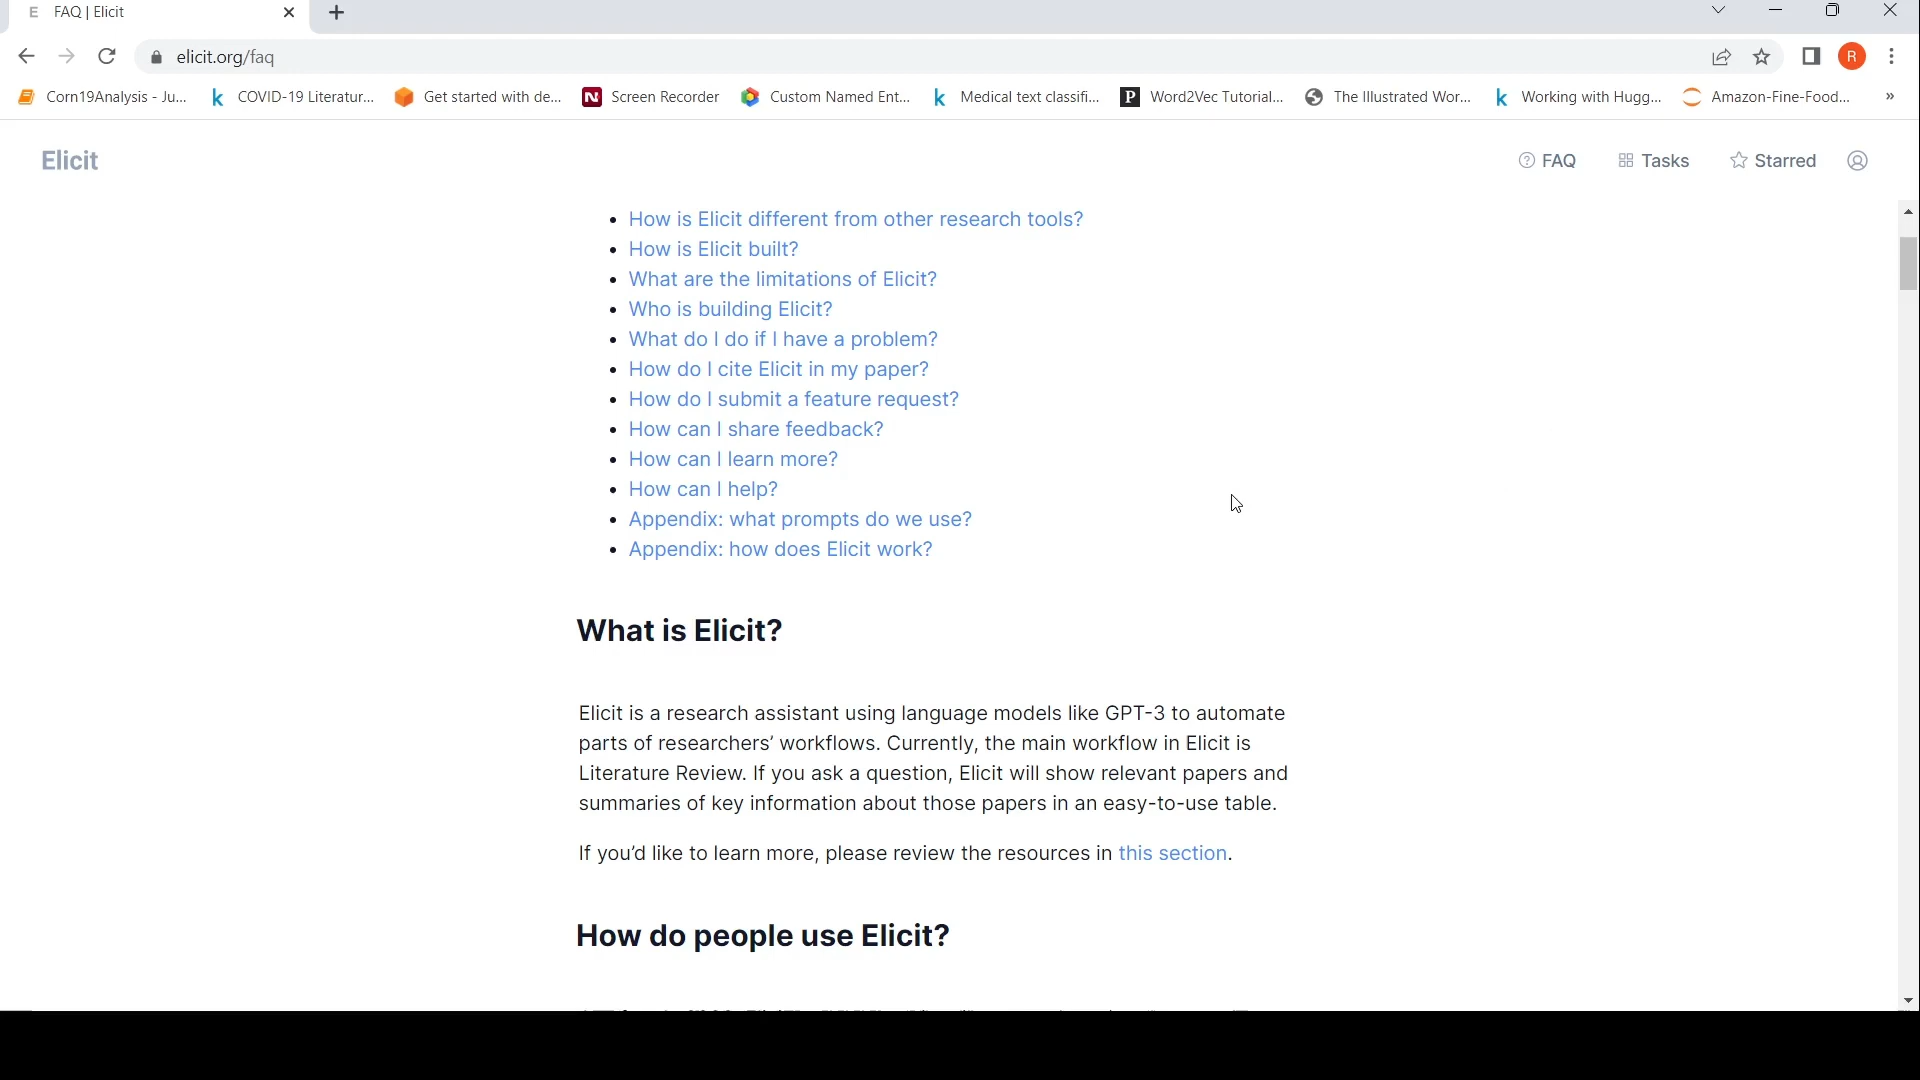 E FAQ | Elicit
elicit.org/faq
R
Corn19Analysis - Ju... COVID-19 Literatur... Get started with de... N Screen Recorder Custom Named Ent... k Medical text classifi... P Word2Vec Tutorial... The Illustrated Wor... k Working with Hugg... Amazon-Fine-Food... »
Elicit
FAQ Tasks Starred
• How is Elicit different from other research tools?
• How is Elicit built?
• What are the limitations of Elicit?
• Who is building Elicit?
• What do I do if I have a problem?
• How do I cite Elicit in my paper?
• How do I submit a feature request?
• How can I share feedback?
• How can I learn more?
• How can I help?
• Appendix: what prompts do we use?
• Appendix: how does Elicit work?
What is Elicit?
Elicit is a research assistant using language models like GPT-3 to automate
parts of researchers’ workflows. Currently, the main workflow in Elicit is
Literature Review. If you ask a question, Elicit will show relevant papers and
summaries of key information about those papers in an easy-to-use table.
If you’d like to learn more, please review the resources in this section.
How do people use Elicit?